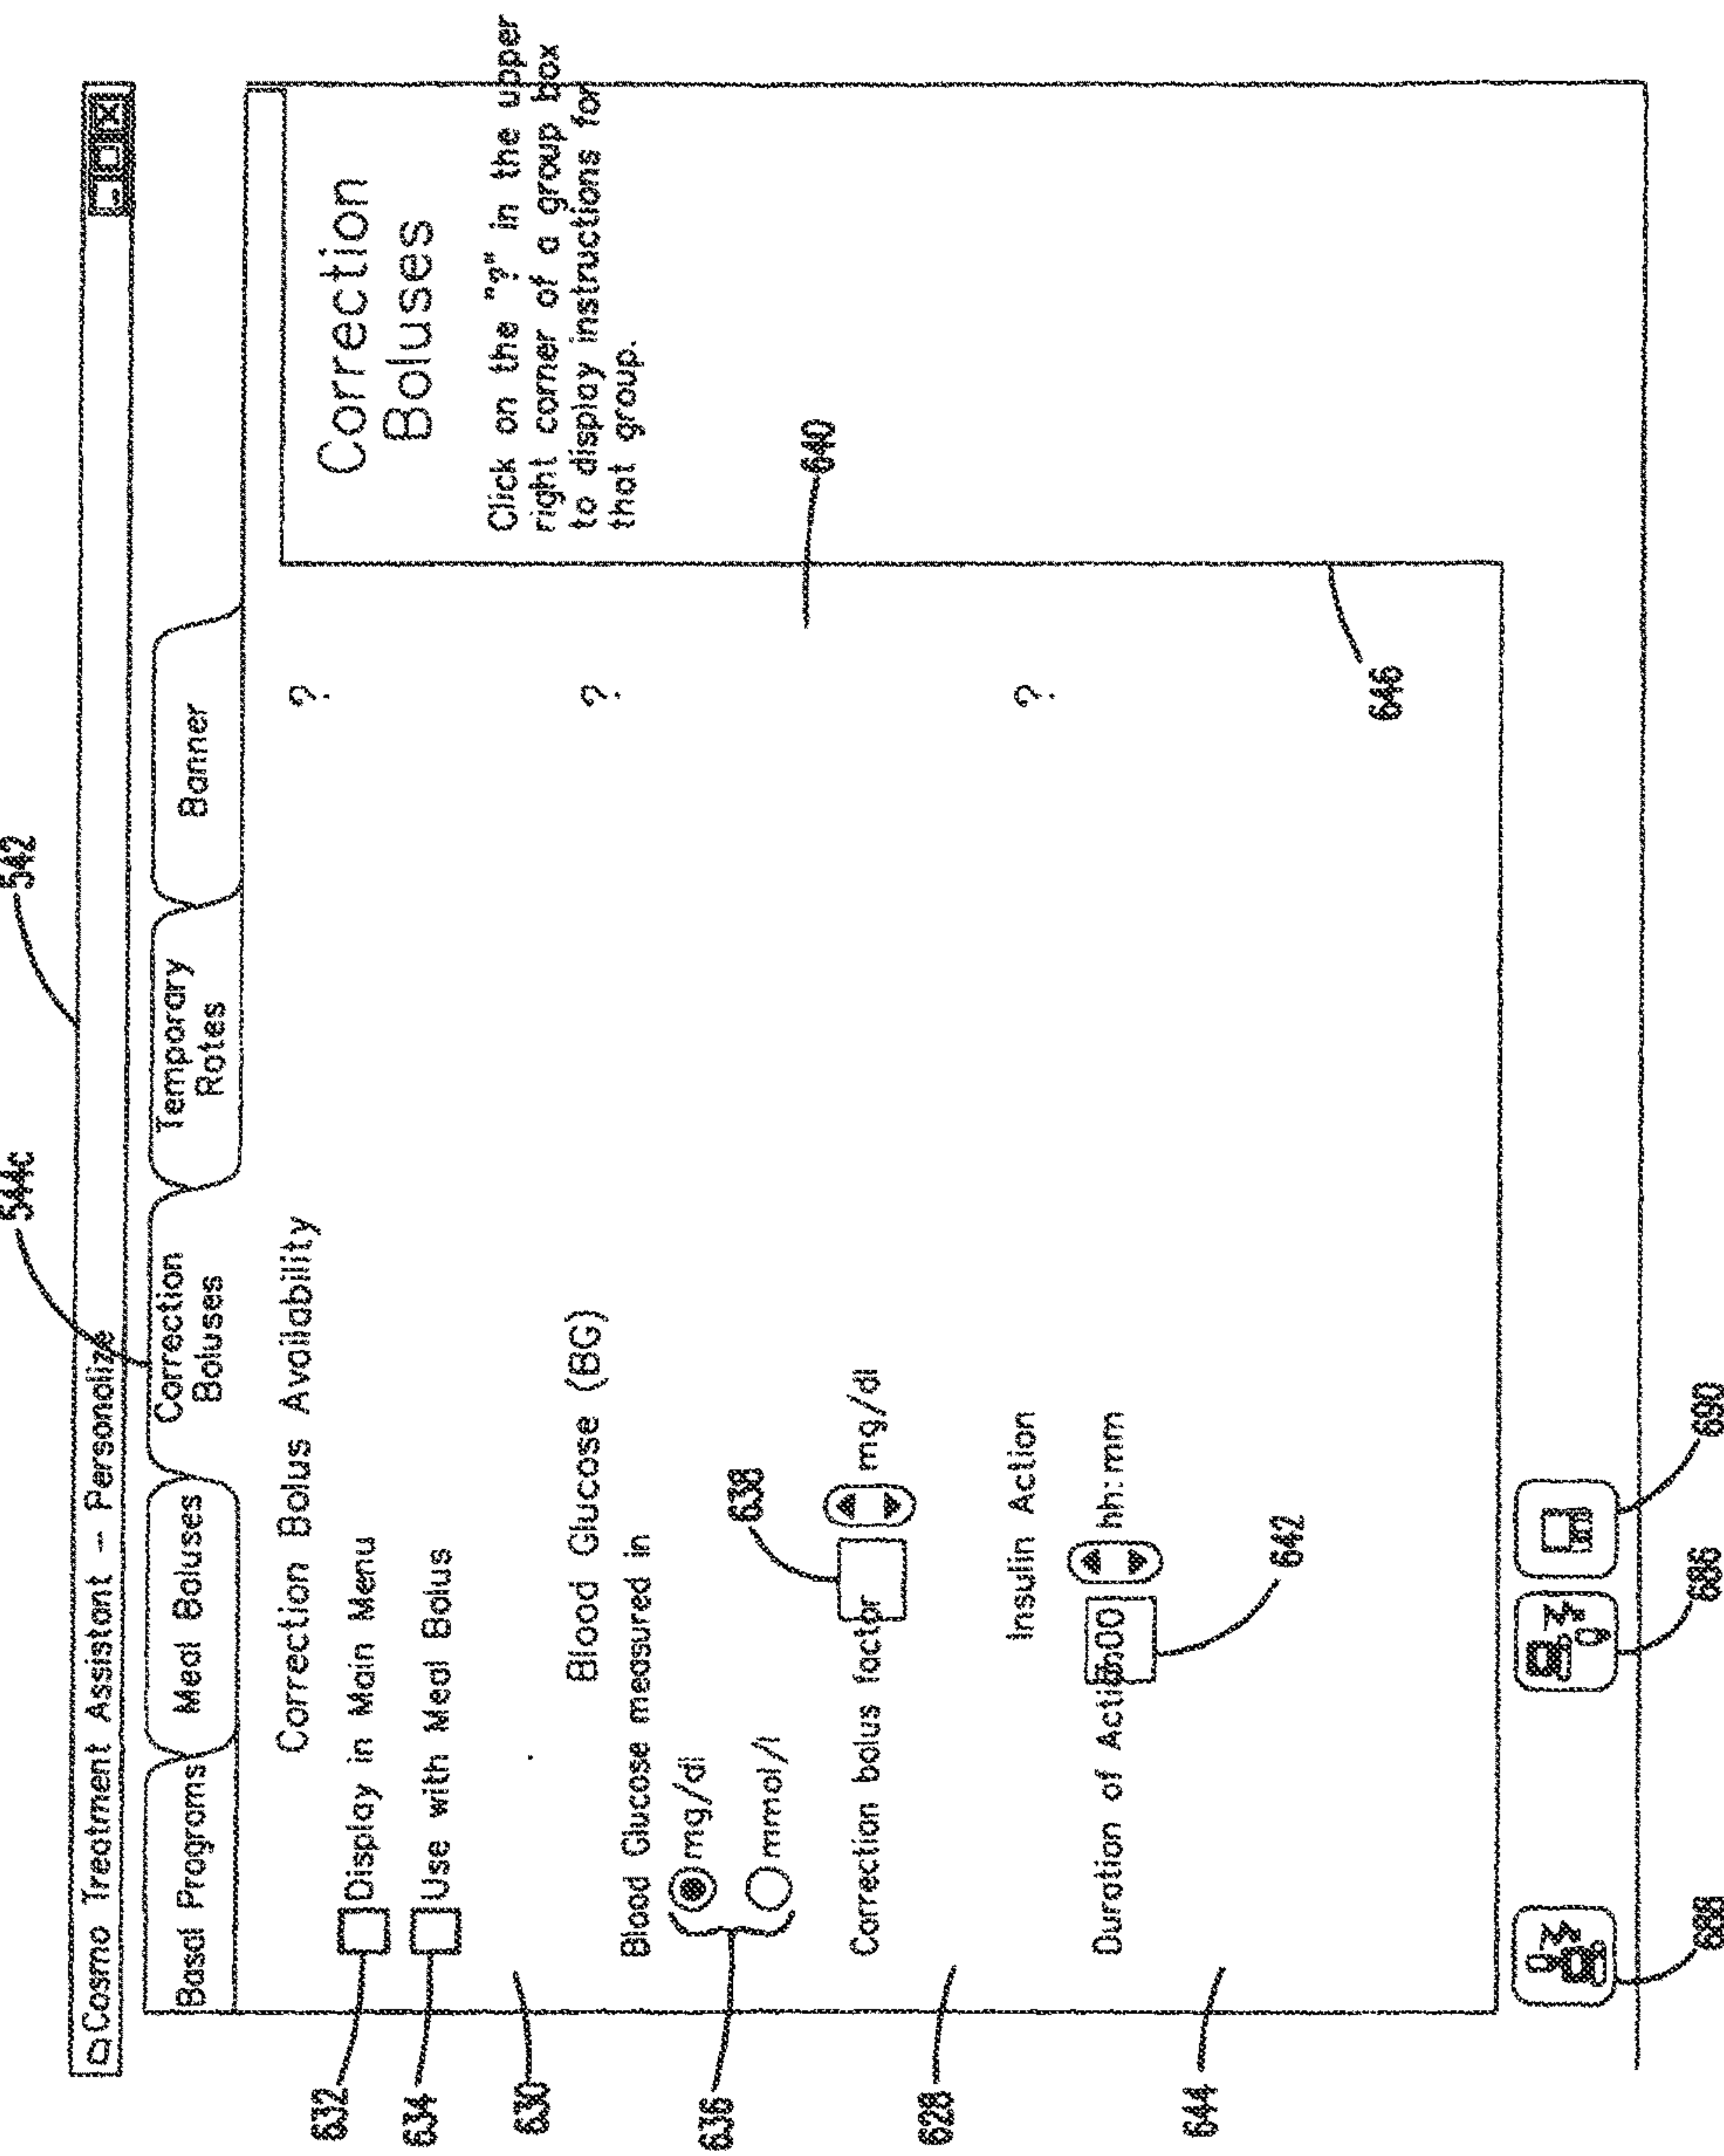 542
544c
Cosmo Treatment Assistant - Personalize
Basal Programs
Meal Boluses
Correction
Boluses
Temporary
Rates
Banner
Correction Bolus Availability
?
632
Display in Main Menu
634
Use with Meal Bolus
630
Blood Glucose (BG)
?
Blood Glucose measured in
636
mg/dl
mmol/l
638
Correction bolus factor
mg/dl
640
628
Insulin Action
?
Duration of Action
hh:mm
642
644
646
Correction
Boluses
Click on the "?" in the upper
right corner of a group box
to display instructions for
that group.
688
686
690